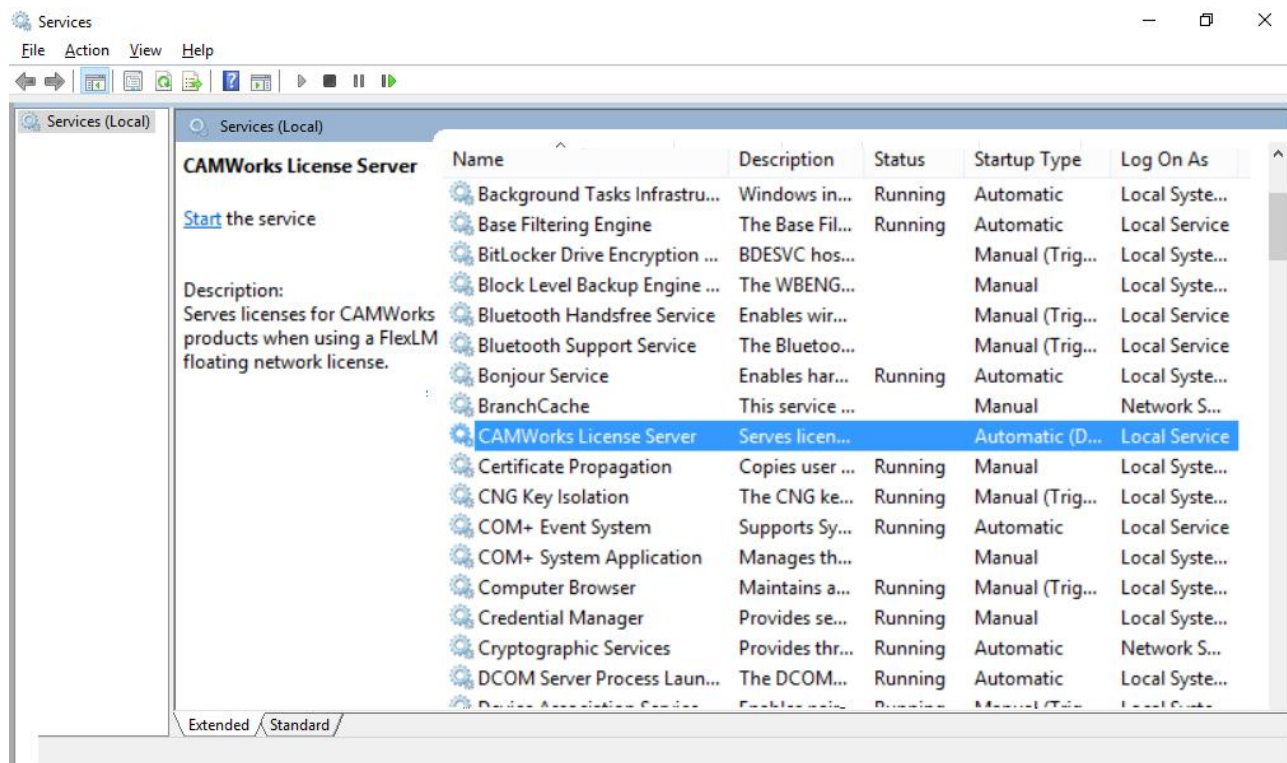 Services
File Action View Help
Services (Local)
Services (Local)
CAMWorks License Server
Start the service
Description:
Serves licenses for CAMWorks
products when using a FlexLM
floating network license.
Name Description Status Startup Type Log On As
Background Tasks Infrastru... Windows in... Running Automatic Local Syste...
Base Filtering Engine The Base Fil... Running Automatic Local Service
BitLocker Drive Encryption ... BDESVC hos... Manual (Trig... Local Syste...
Block Level Backup Engine ... The WBENG... Manual Local Syste...
Bluetooth Handsfree Service Enables wir... Manual (Trig... Local Service
Bluetooth Support Service The Bluetoo... Manual (Trig... Local Service
Bonjour Service Enables har... Running Automatic Local Syste...
BranchCache This service ... Manual Network S...
CAMWorks License Server Serves licen... Automatic (D... Local Service
Certificate Propagation Copies user ... Running Manual Local Syste...
CNG Key Isolation The CNG ke... Running Manual (Trig... Local Syste...
COM+ Event System Supports Sy... Running Automatic Local Service
COM+ System Application Manages th... Manual Local Syste...
Computer Browser Maintains a... Running Manual (Trig... Local Syste...
Credential Manager Provides se... Running Manual Local Syste...
Cryptographic Services Provides thr... Running Automatic Network S...
DCOM Server Process Laun... The DCOM... Running Automatic Local Syste...
Extended Standard